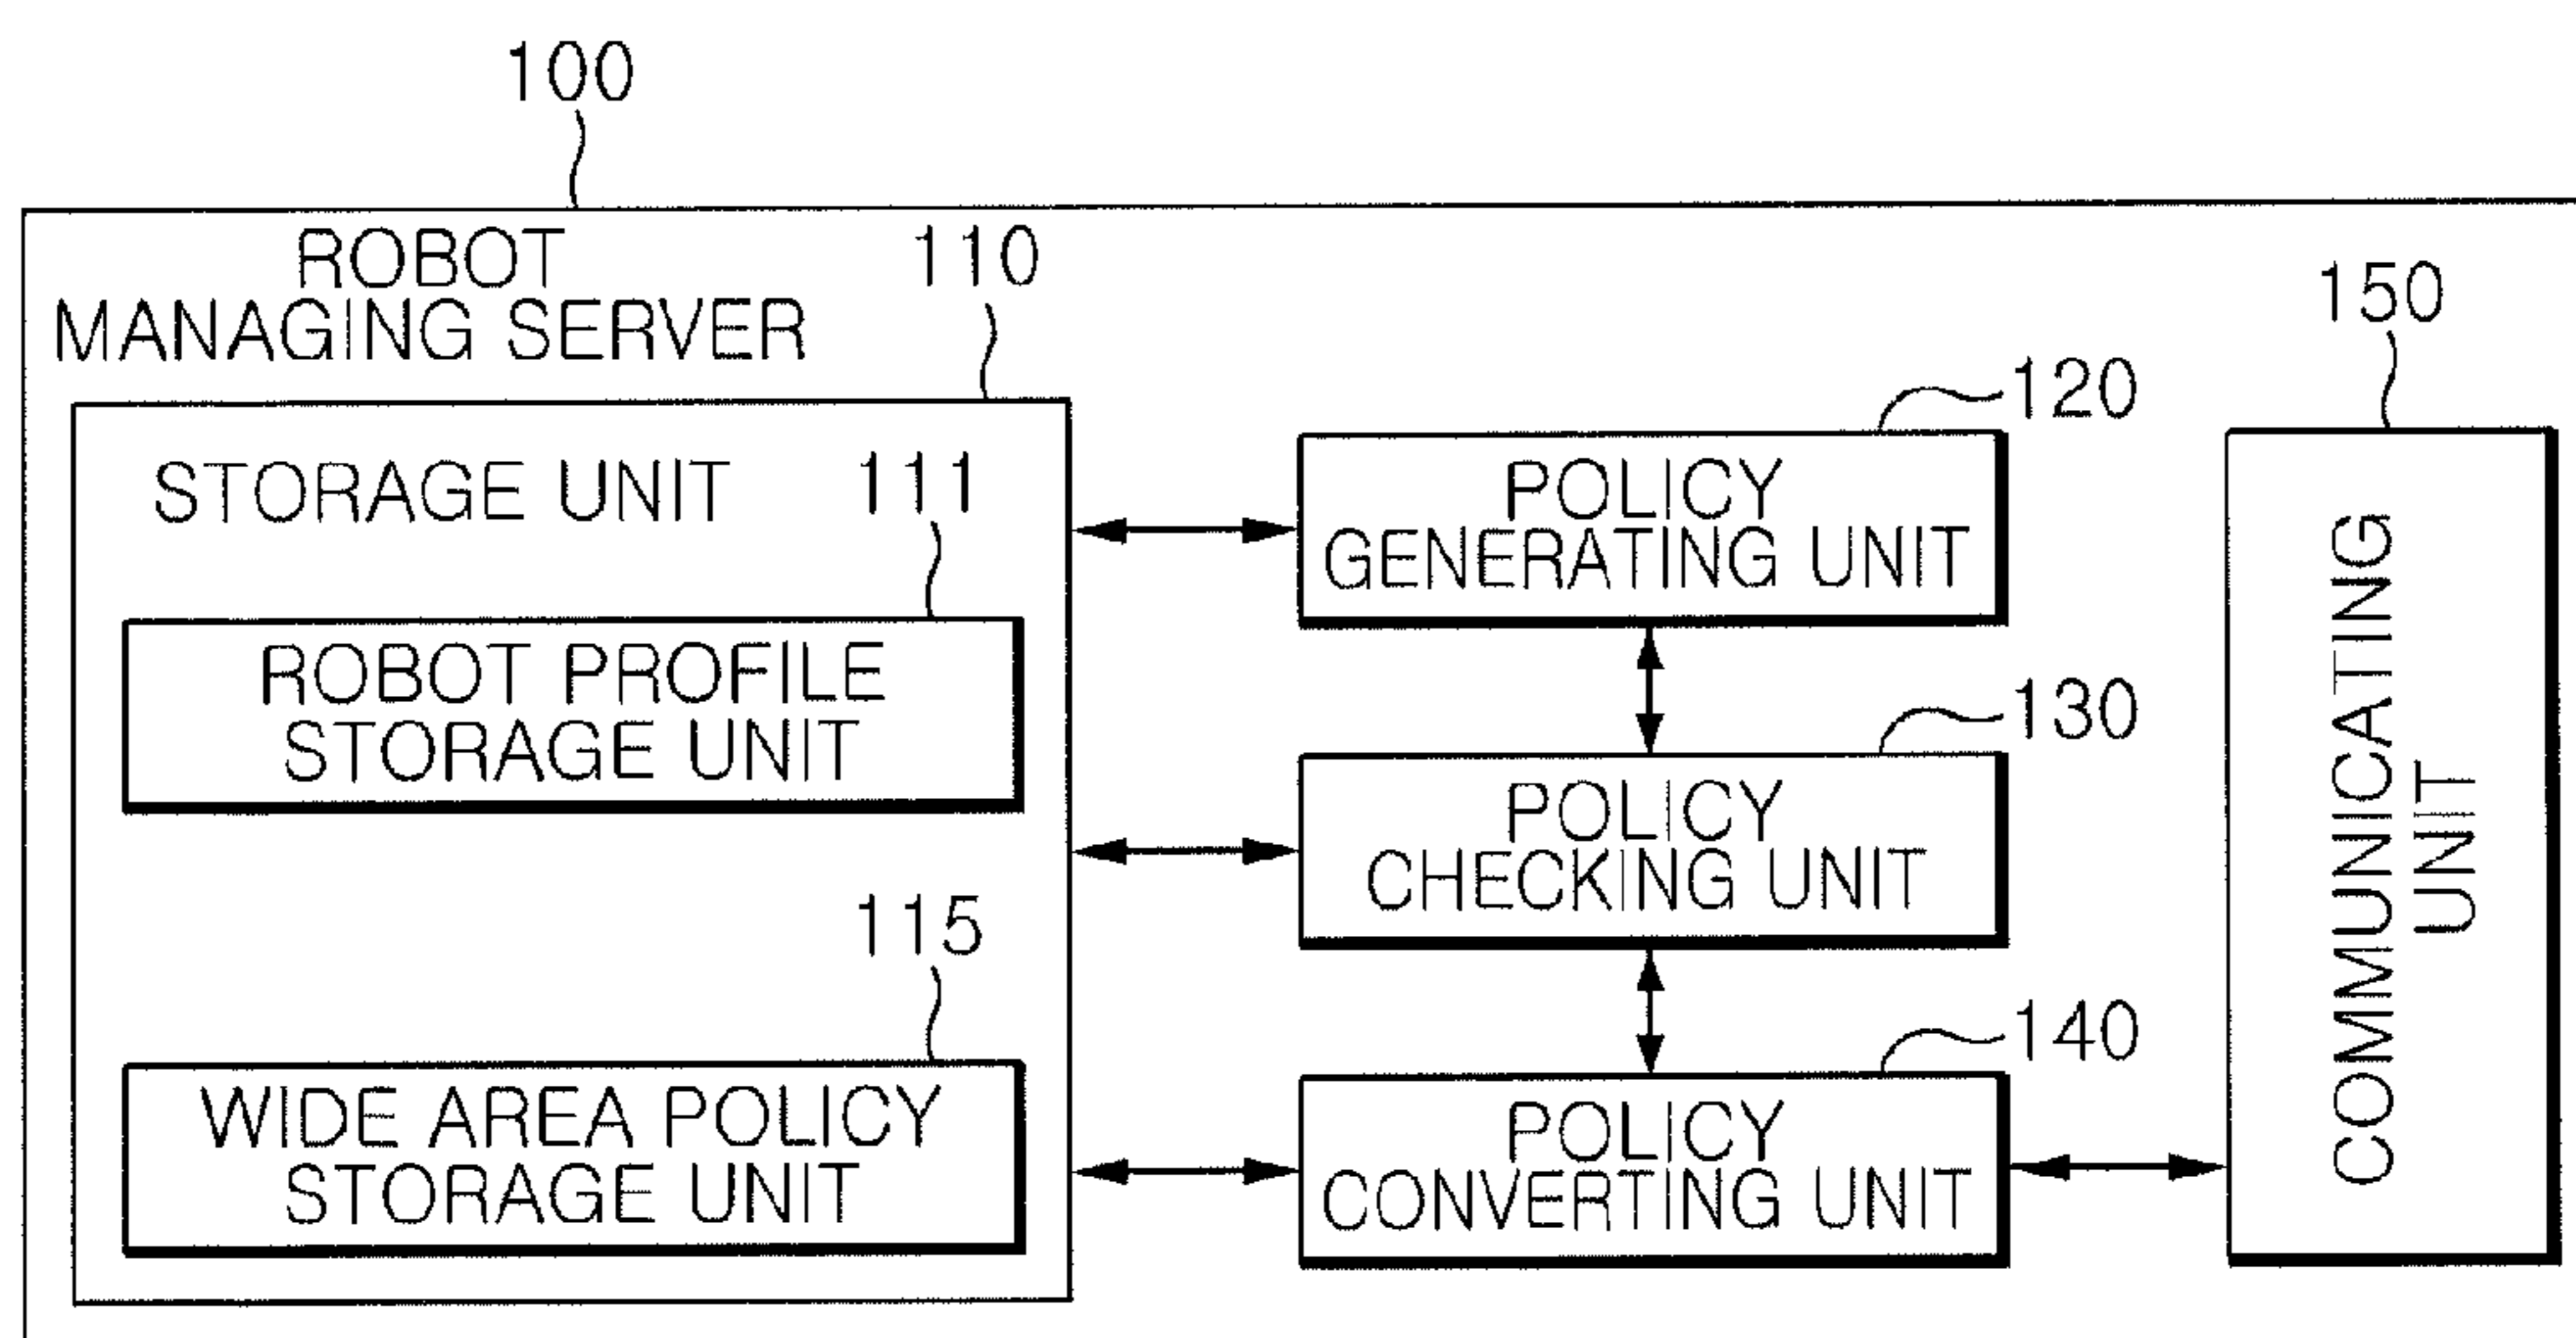 100
ROBOT
MANAGING SERVER
110
STORAGE UNIT
111
ROBOT PROFILE
STORAGE UNIT
115
WIDE AREA POLICY
STORAGE UNIT
120
POLICY
GENERATING UNIT
130
POLICY
CHECKING UNIT
140
POLICY
CONVERTING UNIT
150
COMMUNICATING
UNIT